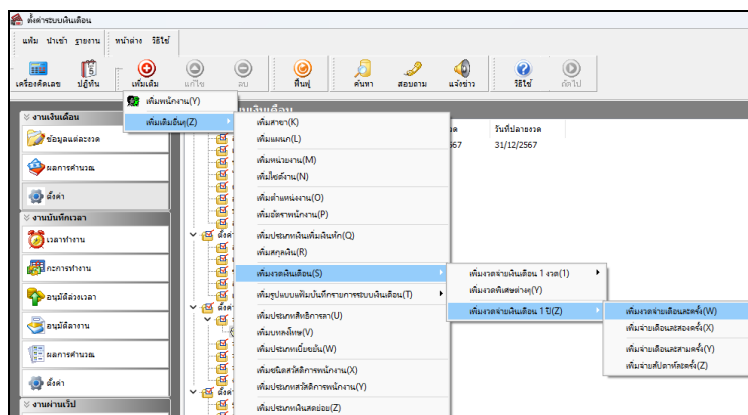 ตั้งค่าระบบเงินเดือน
แฟ้ม นำเข้า รายงาน หน้าต่าง วิธีใช้
เครื่องคิดเลข ปฏิทิน เพิ่มเติม แก้ไข ลบ ฟื้นฟู ค้นหา สอบถาม แจ้งข่าว วิธีใช้ ถัดไป
เพิ่มพนักงาน(Y)
เพิ่มเติมอื่นๆ(Z)
งานเงินเดือน
ข้อมูลแต่ละงวด
ผลการคำนวณ
ตั้งค่า
งานบันทึกเวลา
เวลาทำงาน
กะการทำงาน
อนุมัติล่วงเวลา
อนุมัติลางาน
ผลการคำนวณ
ตั้งค่า
งานผ่านเว็ป
เพิ่มสาขา(K)
เพิ่มแผนก(L)
เพิ่มหน่วยงาน(M)
เพิ่มไซต์งาน(N)
เพิ่มตำแหน่งงาน(O)
เพิ่มอัตราพนักงาน(P)
เพิ่มประเภทเงินเพิ่มเงินหัก(Q)
เพิ่มสกุลเงิน(R)
เพิ่มงวดเงินเดือน(S)
เพิ่มรูปแบบแฟ้มบันทึกรายการระบบเงินเดือน(T)
เพิ่มประเภทสิทธิการลา(U)
เพิ่มบทลงโทษ(V)
เพิ่มประเภทเบี้ยขยัน(W)
เพิ่มชนิดสวัสดิการพนักงาน(X)
เพิ่มประเภทสวัสดิการพนักงาน(Y)
เพิ่มประเภทเงินสดย่อย(Z)
วันที่ปลายงวด
31/12/2567
เพิ่มงวดจ่ายเงินเดือน 1 งวด(1)
เพิ่มงวดพิเศษต่างๆ(Y)
เพิ่มงวดจ่ายเงินเดือน 1 ปี(Z)
เพิ่มงวดจ่ายเดือนละครั้ง(W)
เพิ่มจ่ายเดือนละสองครั้ง(X)
เพิ่มจ่ายเดือนละสามครั้ง(Y)
เพิ่มจ่ายสัปดาห์ละครั้ง(Z)